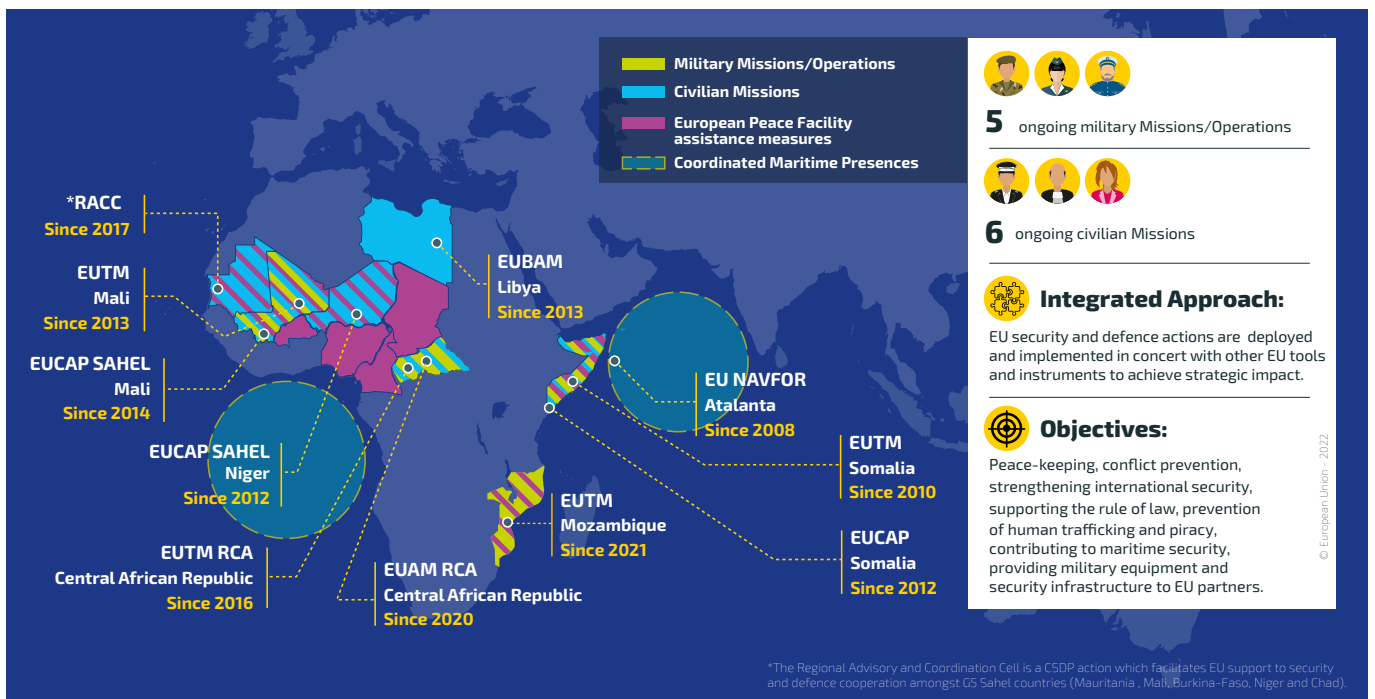 Military Missions/Operations
Civilian Missions
European Peace Facility
assistance measures
Coordinated Maritime Presences
*RACC
Since 2017
EUTM
Mali
Since 2013
EUCAP SAHEL
Mali
Since 2014
EUCAP SAHEL
Niger
Since 2012
EUTM RCA
Central African Republic
Since 2016
EUAM RCA
Central African Republic
Since 2020
EUBAM
Libya
Since 2013
EU NAVFOR
Atalanta
Since 2008
EUTM
Somalia
Since 2010
EUCAP
Somalia
Since 2012
EUTM
Mozambique
Since 2021
5 ongoing military Missions/Operations
6 ongoing civilian Missions
Integrated Approach:
EU security and defence actions are deployed
and implemented in concert with other EU tools
and instruments to achieve strategic impact.
Objectives:
Peace-keeping, conflict prevention,
strengthening international security,
supporting the rule of law, prevention
of human trafficking and piracy,
contributing to maritime security,
providing military equipment and
security infrastructure to EU partners.
© European Union - 2022
*The Regional Advisory and Coordination Cell is a CSDP action which facilitates EU support to security
and defence cooperation amongst G5 Sahel countries (Mauritania , Mali, Burkina-Faso, Niger and Chad).